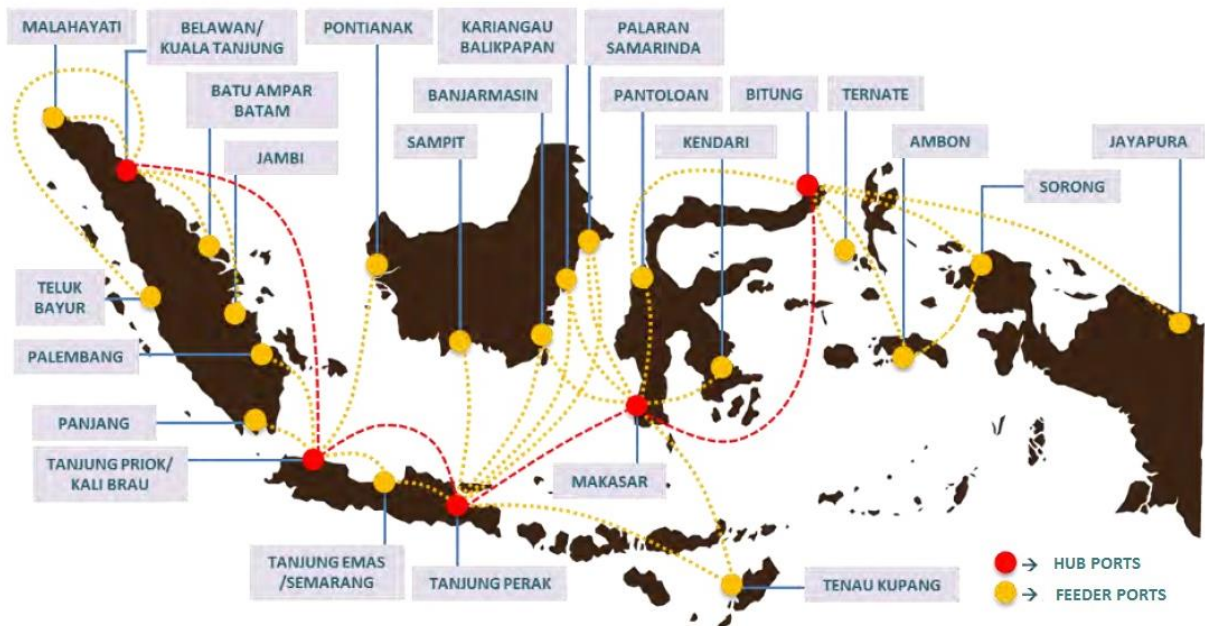 MALAHAYATI
BELAWAN/
KUALA TANJUNG
PONTIANAK
KARIANGAU
BALIKPAPAN
PALARAN
SAMARINDA
BATU AMPAR
BATAM
BANJARMASIN
PANTOLOAN
BITUNG
TERNATE
JAMBI
SAMPIT
KENDARI
AMBON
JAYAPURA
SORONG
TELUK
BAYUR
PALEMBANG
PANJANG
TANJUNG PRIOK/
KALI BRAU
MAKASAR
TANJUNG EMAS
/SEMARANG
TANJUNG PERAK
TENAU KUPANG
→ HUB PORTS
→ FEEDER PORTS